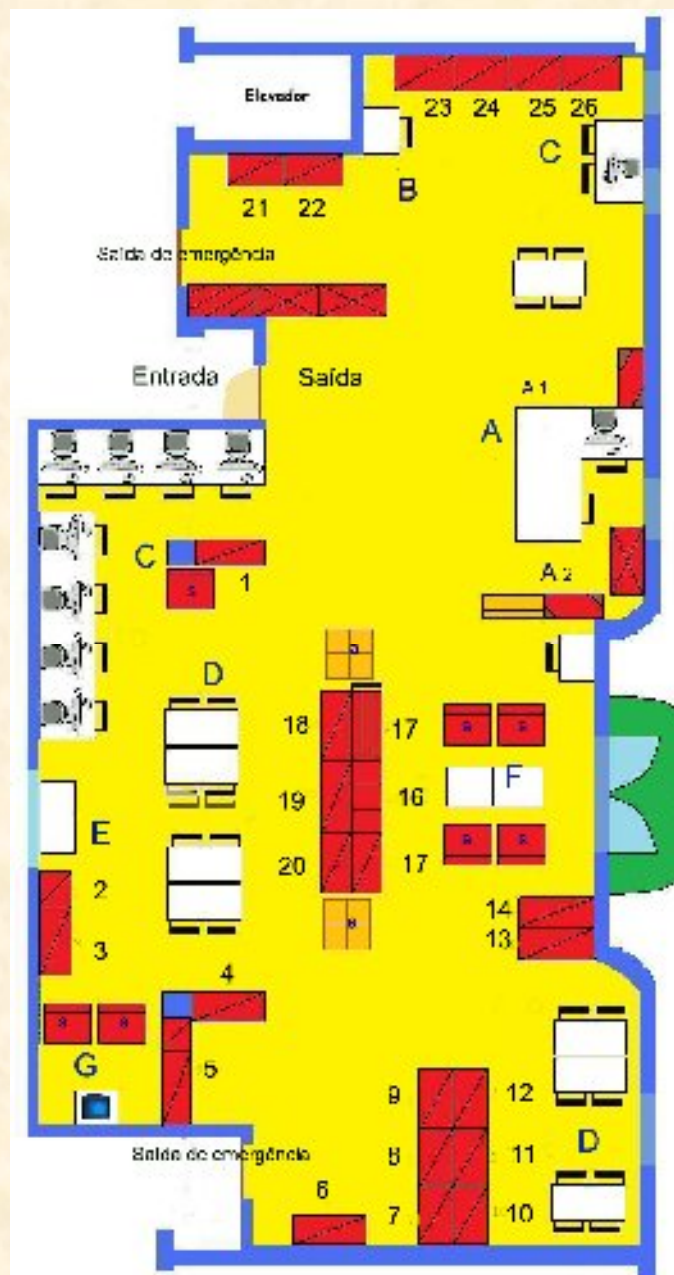 Elevador
23 24 25 26
C
B
21 22
Saída de emergência
Entrada Saída
A 1
A
C
1
A 2
D
18 17
F
19 16
E
20 17
2
14
3
13
4
G
5
9 12
8 11
D
Saída de emergência
6
7 10